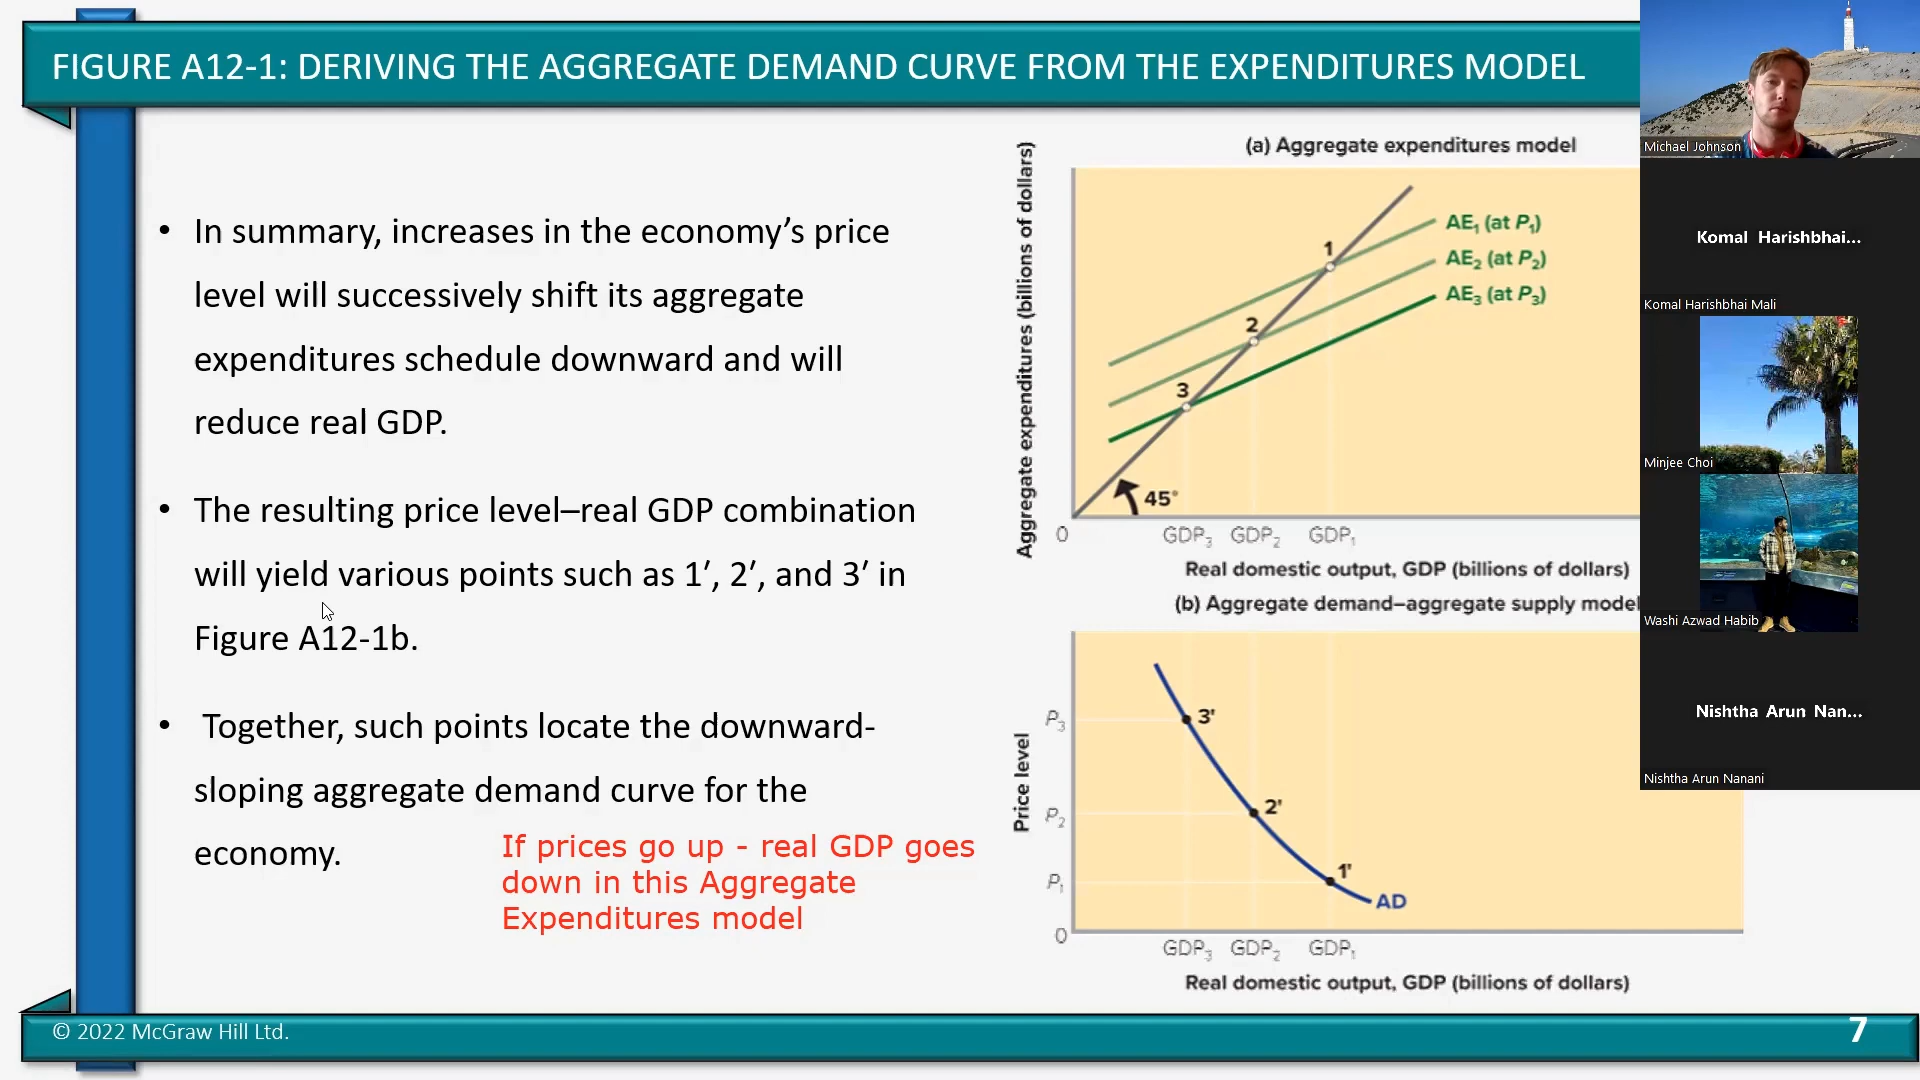 FIGURE A12-1: DERIVING THE AGGREGATE DEMAND CURVE FROM THE EXPENDITURES MODEL
• In summary, increases in the economy’s price
level will successively shift its aggregate
expenditures schedule downward and will
reduce real GDP.
• The resulting price level–real GDP combination
will yield various points such as 1′, 2′, and 3′ in
Figure A12-1b.
• Together, such points locate the downward-
sloping aggregate demand curve for the
economy.
If prices go up - real GDP goes
down in this Aggregate
Expenditures model
(a) Aggregate expenditures model
Aggregate expenditures (billions of dollars)
AE₁ (at P₁)
AE₂ (at P₂)
AE₃ (at P₃)
1
2
3
45°
0
GDP₃ GDP₂ GDP₁
Real domestic output, GDP (billions of dollars)
(b) Aggregate demand–aggregate supply model
Price level
P₃
P₂
P₁
3'
2'
1'
AD
0
GDP₃ GDP₂ GDP₁
Real domestic output, GDP (billions of dollars)
Michael Johnson
Komal Harishbhai...
Komal Harishbhai Mali
Minjee Choi
Washi Azwad Habib
Nishtha Arun Nan...
Nishtha Arun Nanani
© 2022 McGraw Hill Ltd.
7